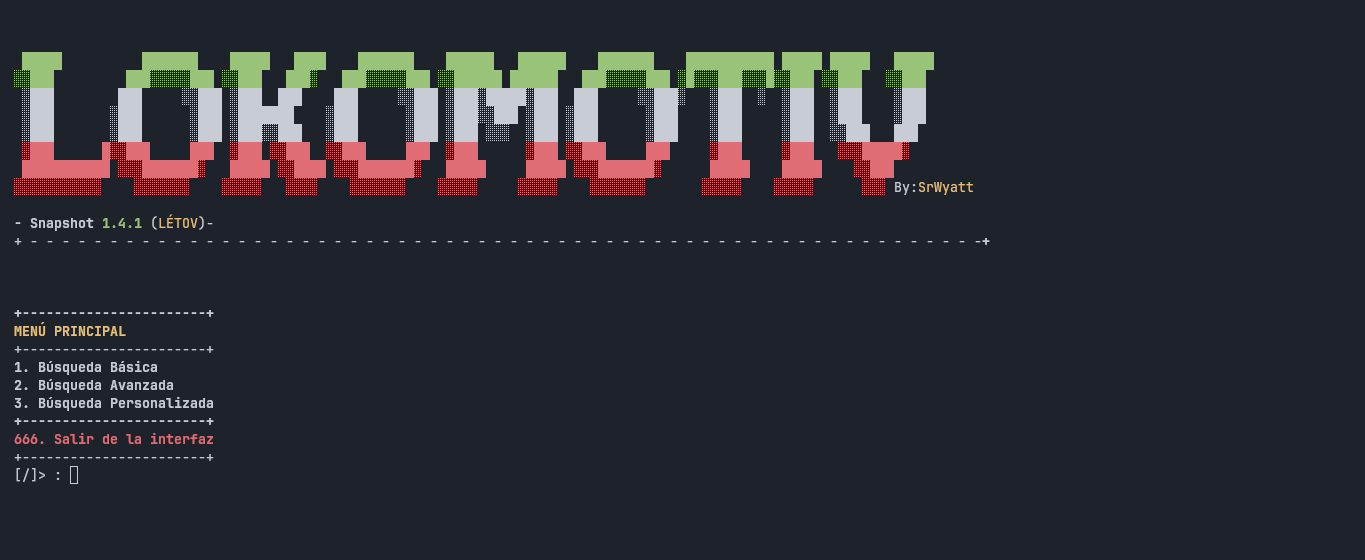 LOKOMOTIV
By:SrWyatt
- Snapshot 1.4.1 (LÉTOV)-
+ - - - - - - - - - - - - - - - - - - - - - - - - - - - - - - - - - - - - - - - - - - - - - - - - - - - - - - - - - - - -+
+-----------------------+
MENÚ PRINCIPAL
+-----------------------+
1. Búsqueda Básica
2. Búsqueda Avanzada
3. Búsqueda Personalizada
+-----------------------+
666. Salir de la interfaz
+-----------------------+
[/]> :